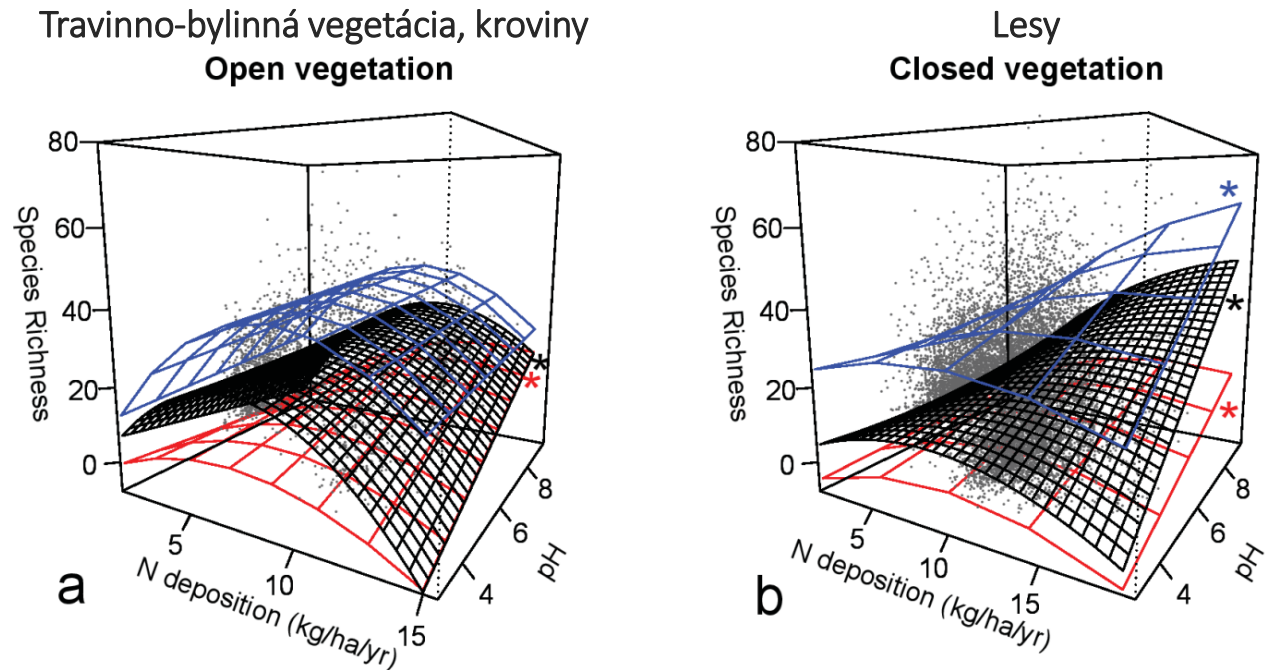 Travinno-bylinná vegetácia, kroviny
Open vegetation
80
60
40
20
0
Species Richness
5
10
15
N deposition (kg/ha/yr)
4
6
8
pH
*
*
a
Lesy
Closed vegetation
80
60
40
20
0
Species Richness
5
10
15
N deposition (kg/ha/yr)
4
6
8
pH
*
*
*
b